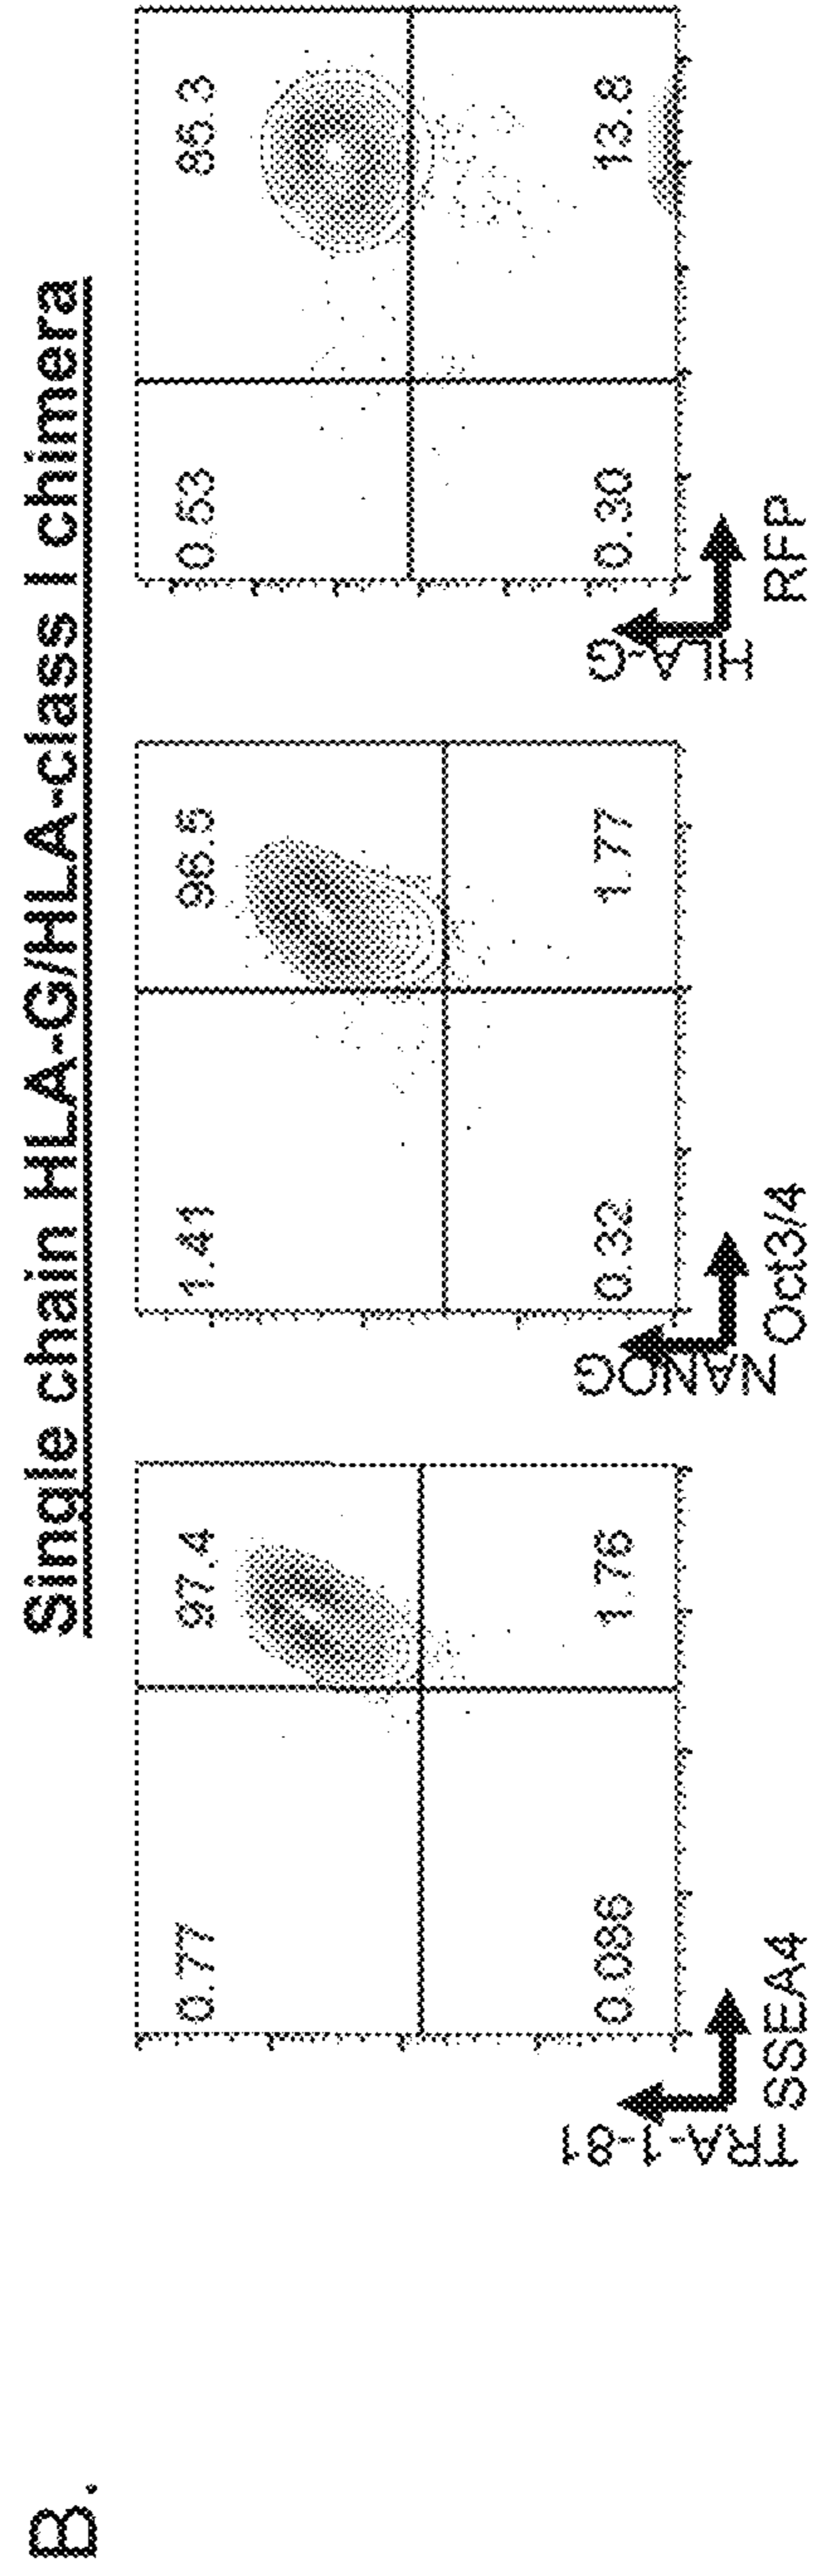 B.
Single chain HLA-G/HLA-class I chimera
0.77
97.4
0.086
1.76
TRA-1-81
SSEA4
1.41
96.5
0.32
1.77
NANOG
Oct3/4
0.53
85.3
0.30
13.8
HLA-G
RFP